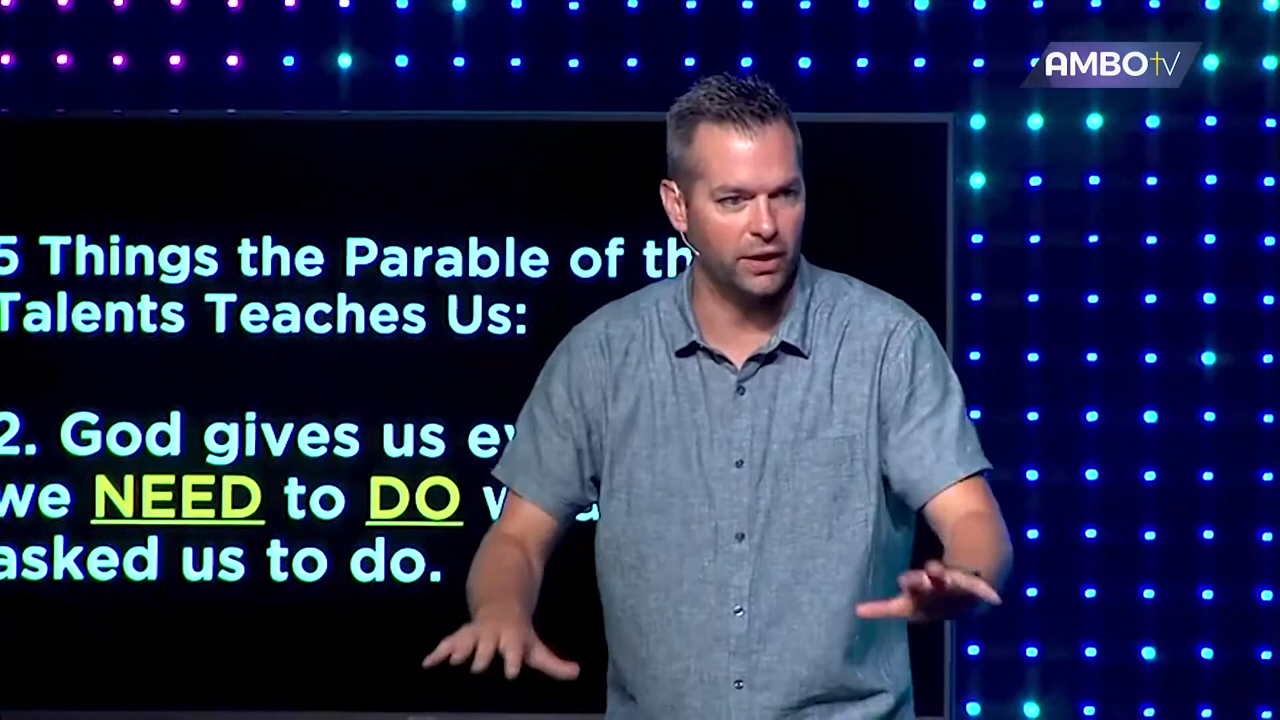 AMBOtv
5 Things the Parable of th
Talents Teaches Us:
2. God gives us ev
we NEED to DO w
asked us to do.